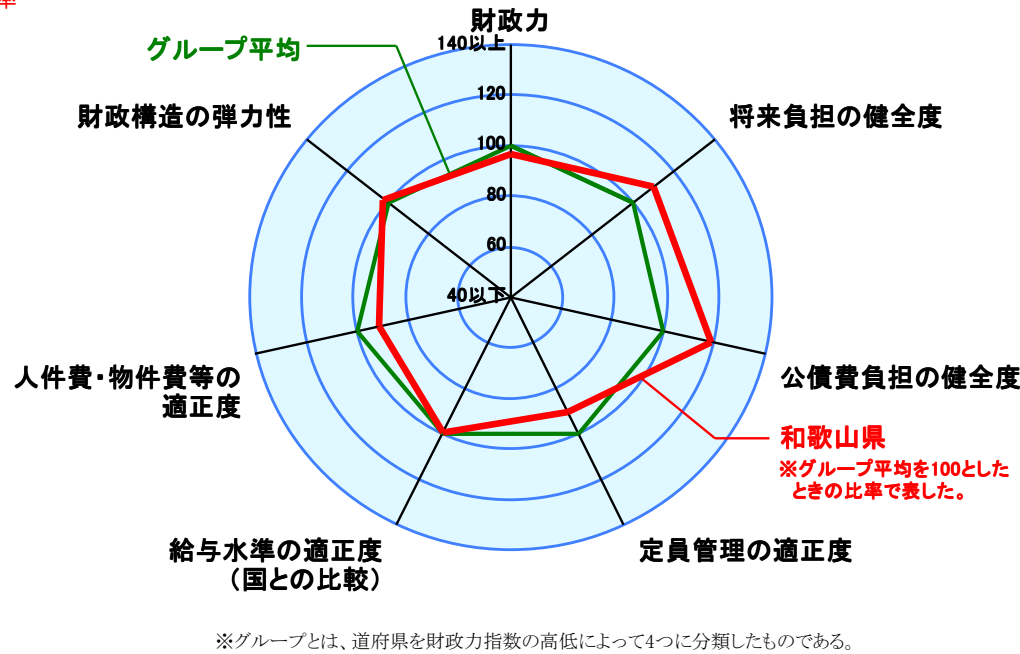 率
財政力
140以上
グループ平均
120
財政構造の弾力性
将来負担の健全度
100
80
60
40以下
人件費・物件費等の
適正度
公債費負担の健全度
和歌山県
※グループ平均を100とした
ときの比率で表した。
給与水準の適正度
（国との比較）
定員管理の適正度
※グループとは、道府県を財政力指数の高低によって4つに分類したものである。